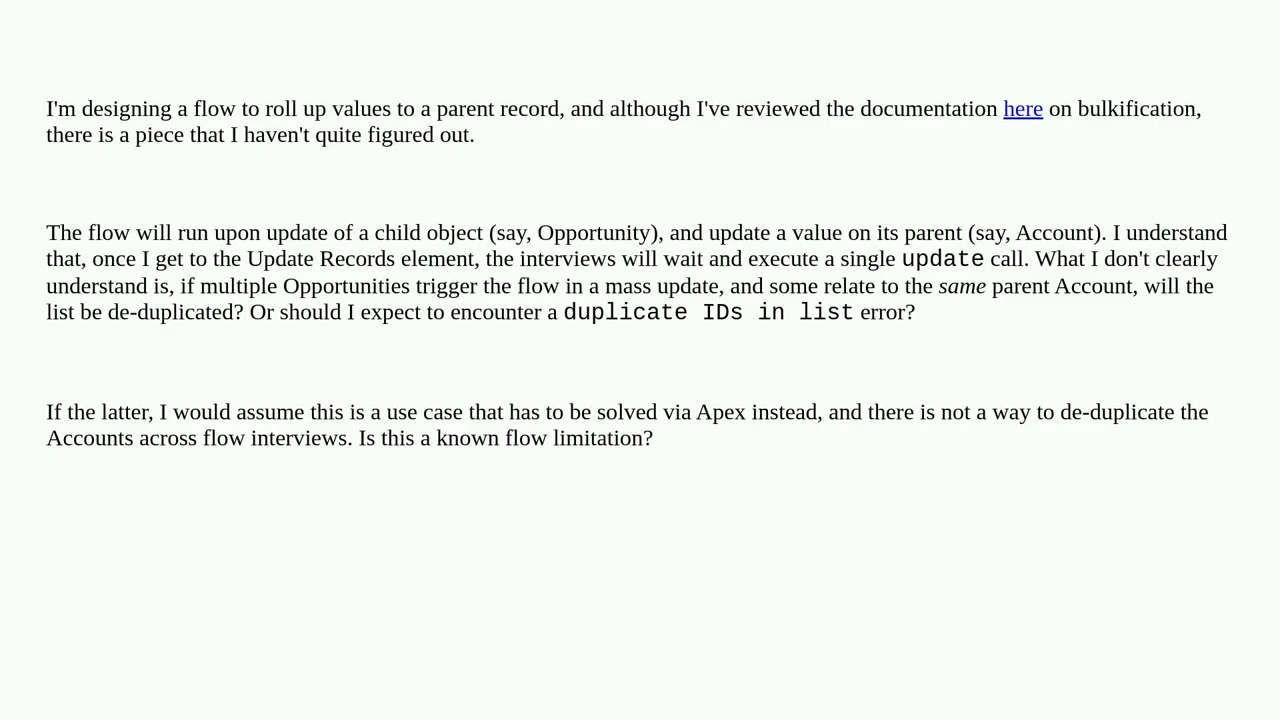 I'm designing a flow to roll up values to a parent record, and although I've reviewed the documentation here on bulkification,
there is a piece that I haven't quite figured out.
The flow will run upon update of a child object (say, Opportunity), and update a value on its parent (say, Account). I understand
that, once I get to the Update Records element, the interviews will wait and execute a single update call. What I don't clearly
understand is, if multiple Opportunities trigger the flow in a mass update, and some relate to the same parent Account, will the
list be de-duplicated? Or should I expect to encounter a duplicate IDs in list error?
If the latter, I would assume this is a use case that has to be solved via Apex instead, and there is not a way to de-duplicate the
Accounts across flow interviews. Is this a known flow limitation?